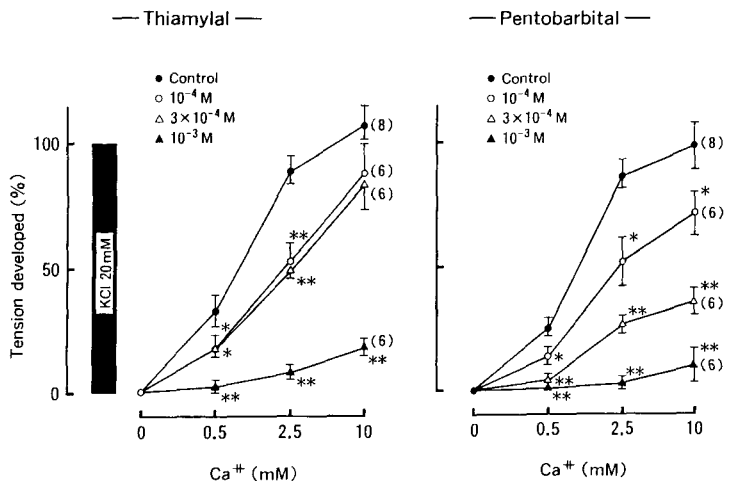 Thiamylal
Pentobarbital
● Control
○ 10⁻⁴ M
△ 3×10⁻⁴ M
▲ 10⁻³ M
● Control
○ 10⁻⁴ M
△ 3×10⁻⁴ M
▲ 10⁻³ M
Tension developed (%)
100
50
0
KCl 20 mM
(8)
(6)
(6)
**
**
*
*
(6)
**
**
**
0
0.5
2.5
10
Ca⧺ (mM)
(8)
*
(6)
*
**
(6)
**
*
**
(6)
**
**
**
0
0.5
2.5
10
Ca⧺ (mM)